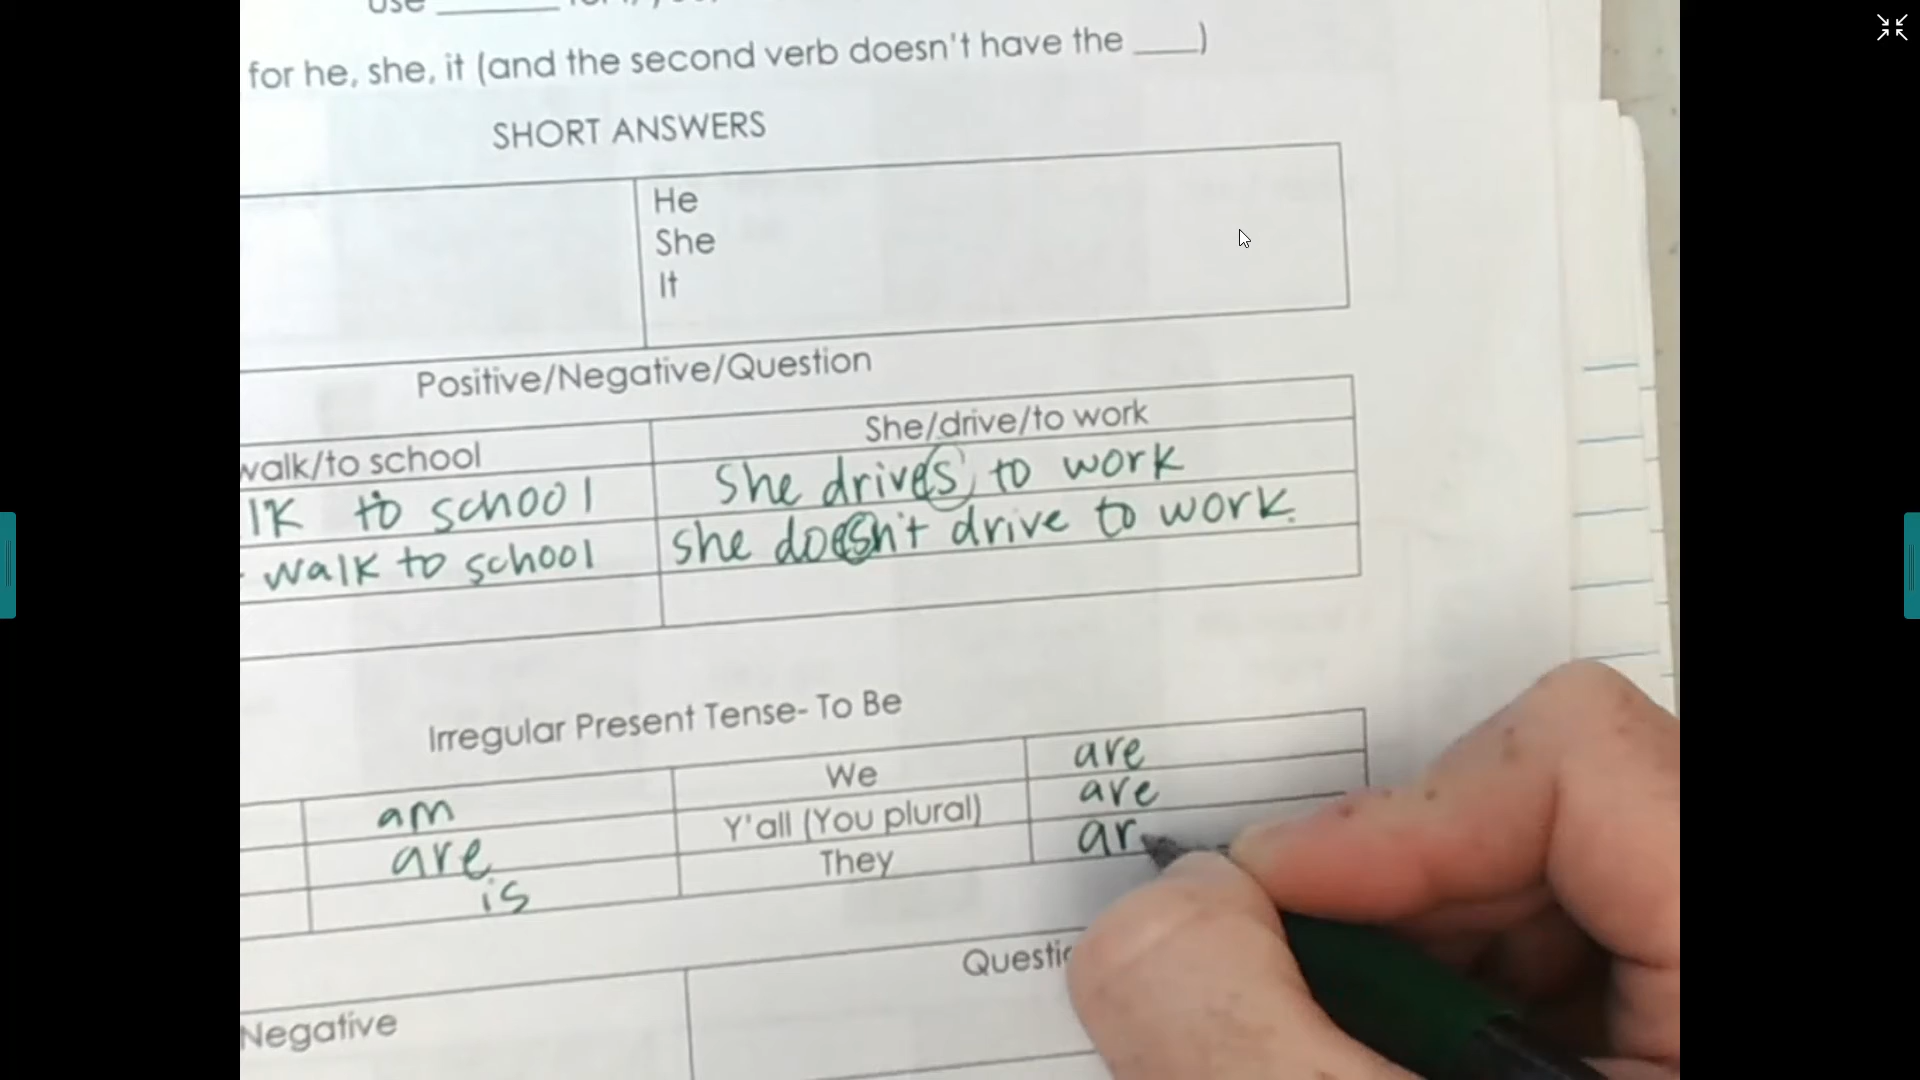 for he, she, it (and the second verb doesn't have the ____)
SHORT ANSWERS
He
She
It
Positive/Negative/Question
walk/to school
She/drive/to work
lk to school
She drives to work
walk to school
she doesn't drive to work.
Irregular Present Tense- To Be
am
We
are
are
Y'all (You plural)
are
is
They
ar
Negative
Questio